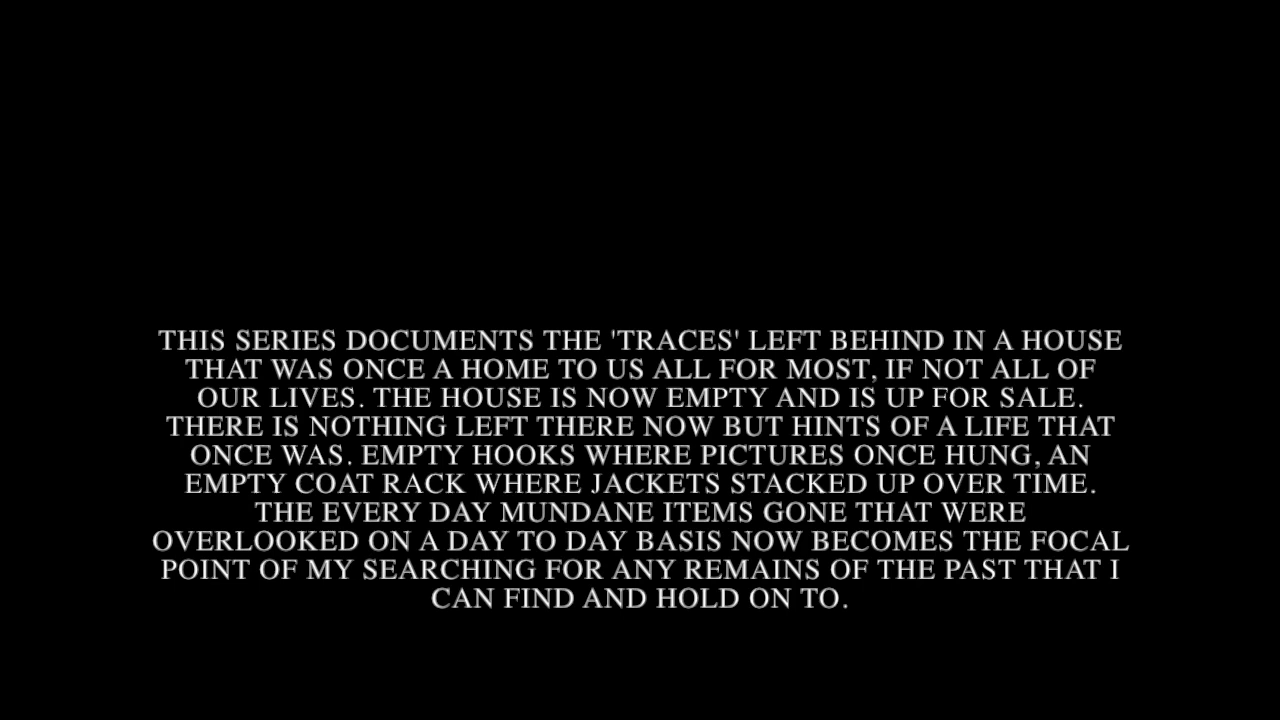 THIS SERIES DOCUMENTS THE 'TRACES' LEFT BEHIND IN A HOUSE
THAT WAS ONCE A HOME TO US ALL FOR MOST, IF NOT ALL OF
OUR LIVES. THE HOUSE IS NOW EMPTY AND IS UP FOR SALE.
THERE IS NOTHING LEFT THERE NOW BUT HINTS OF A LIFE THAT
ONCE WAS. EMPTY HOOKS WHERE PICTURES ONCE HUNG, AN
EMPTY COAT RACK WHERE JACKETS STACKED UP OVER TIME.
THE EVERY DAY MUNDANE ITEMS GONE THAT WERE
OVERLOOKED ON A DAY TO DAY BASIS NOW BECOMES THE FOCAL
POINT OF MY SEARCHING FOR ANY REMAINS OF THE PAST THAT I
CAN FIND AND HOLD ON TO.